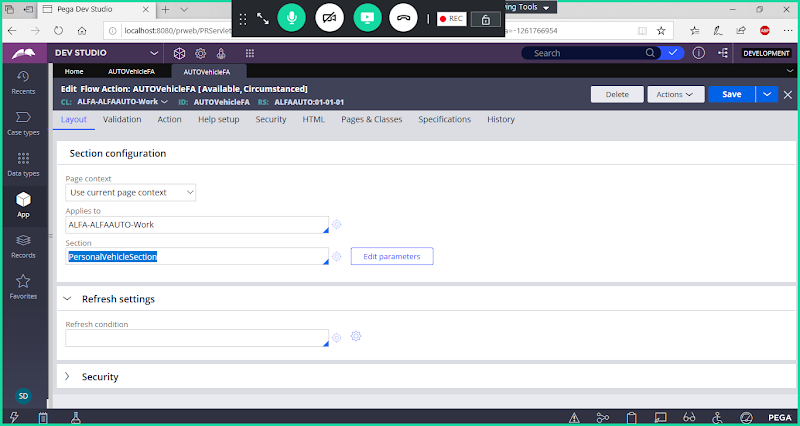 Pega Dev Studio
ving Tools
REC
localhost:8080/prweb/PRServlet
a=-1261766954
ABP
DEV STUDIO
Search
DEVELOPMENT
Home
AUTOVehicleFA
AUTOVehicleFA
Recents
Case types
Data types
App
Records
Favorites
SD
Edit Flow Action: AUTOVehicleFA [Available, Circumstanced]
CL: ALFA-ALFAAUTO-Work ID: AUTOVehicleFA RS: ALFAAUTO:01-01-01
Delete
Actions
Save
Layout Validation Action Help setup Security HTML Pages & Classes Specifications History
Section configuration
Page context
Use current page context
Applies to
ALFA-ALFAAUTO-Work
Section
PersonalVehicleSection
Edit parameters
Refresh settings
Refresh condition
Security
PEGA